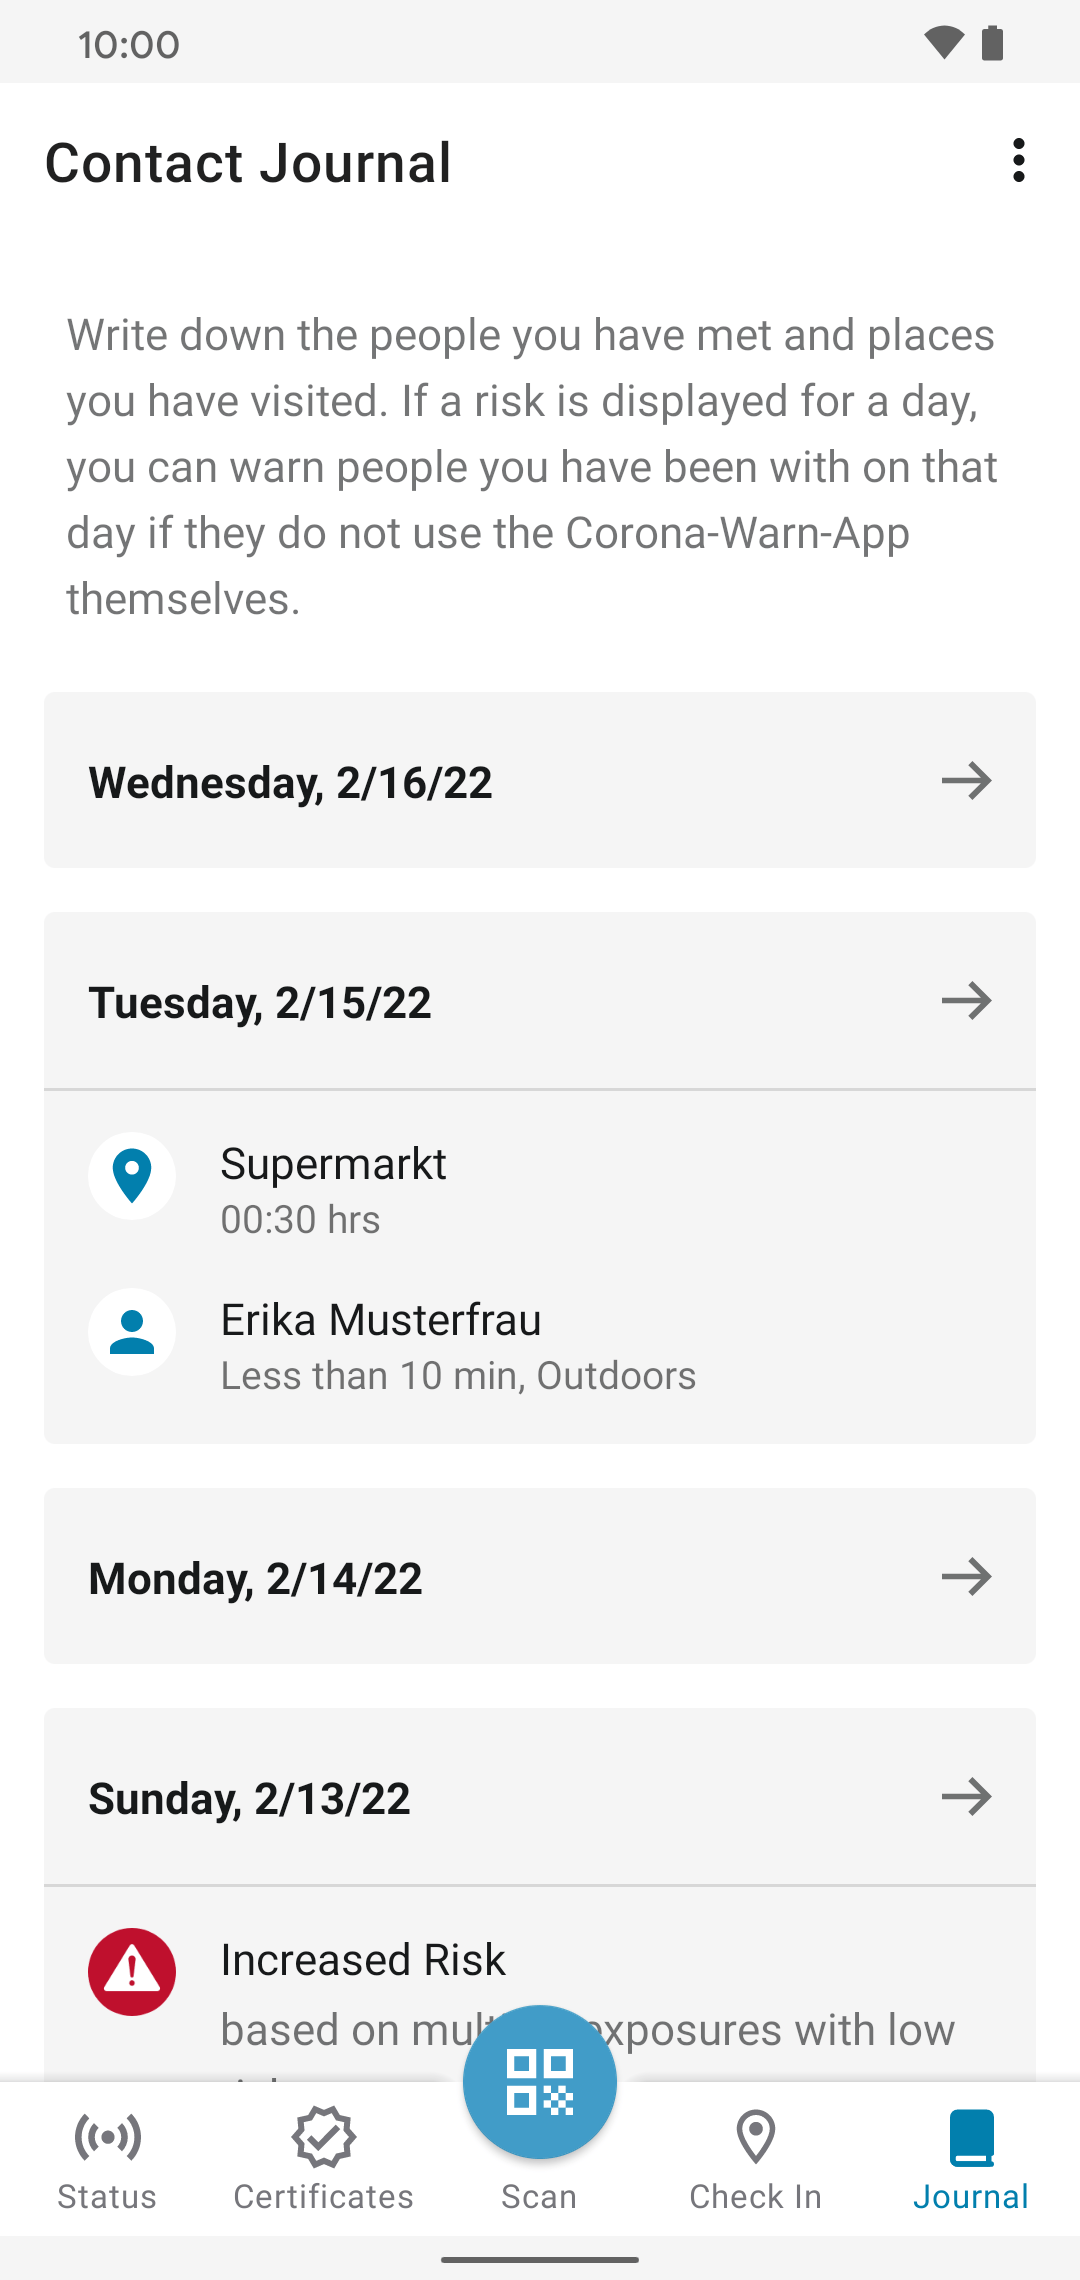 10:00
Contact Journal
Write down the people you have met and places
you have visited. If a risk is displayed for a day,
you can warn people you have been with on that
day if they do not use the Corona-Warn-App
themselves.
Wednesday, 2/16/22
Tuesday, 2/15/22
Supermarkt
00:30 hrs
Erika Musterfrau
Less than 10 min, Outdoors
Monday, 2/14/22
Sunday, 2/13/22
Increased Risk
based on exposures with low
Status
Certificates
Scan
Check In
Journal